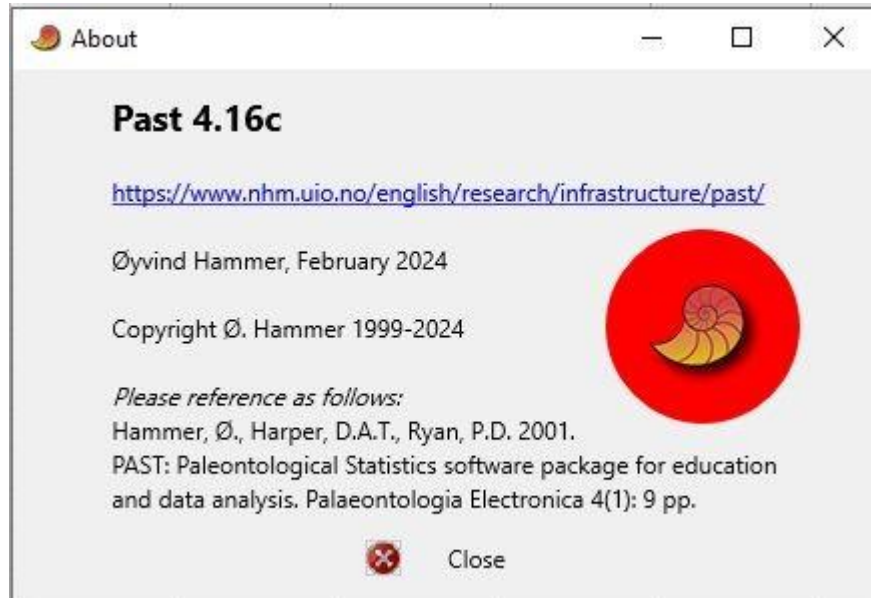 About
Past 4.16c
https://www.nhm.uio.no/english/research/infrastructure/past/
Øyvind Hammer, February 2024
Copyright Ø. Hammer 1999-2024
Please reference as follows:
Hammer, Ø., Harper, D.A.T., Ryan, P.D. 2001.
PAST: Paleontological Statistics software package for education
and data analysis. Palaeontologia Electronica 4(1): 9 pp.
Close